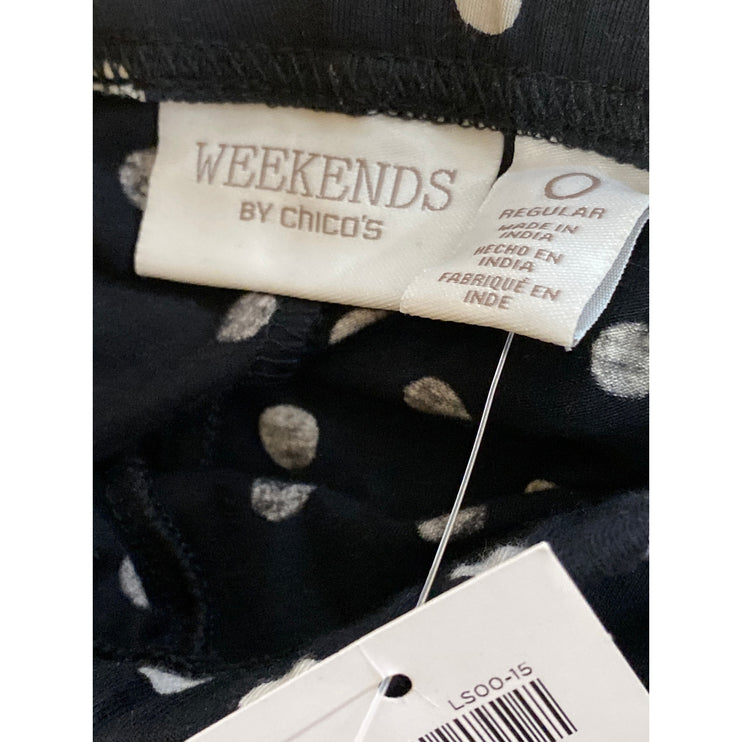 WEEKENDS
BY CHICO'S
0
REGULAR
MADE IN
INDIA
HECHO EN
INDIA
FABRIQUÉ EN
INDE
LS00-15